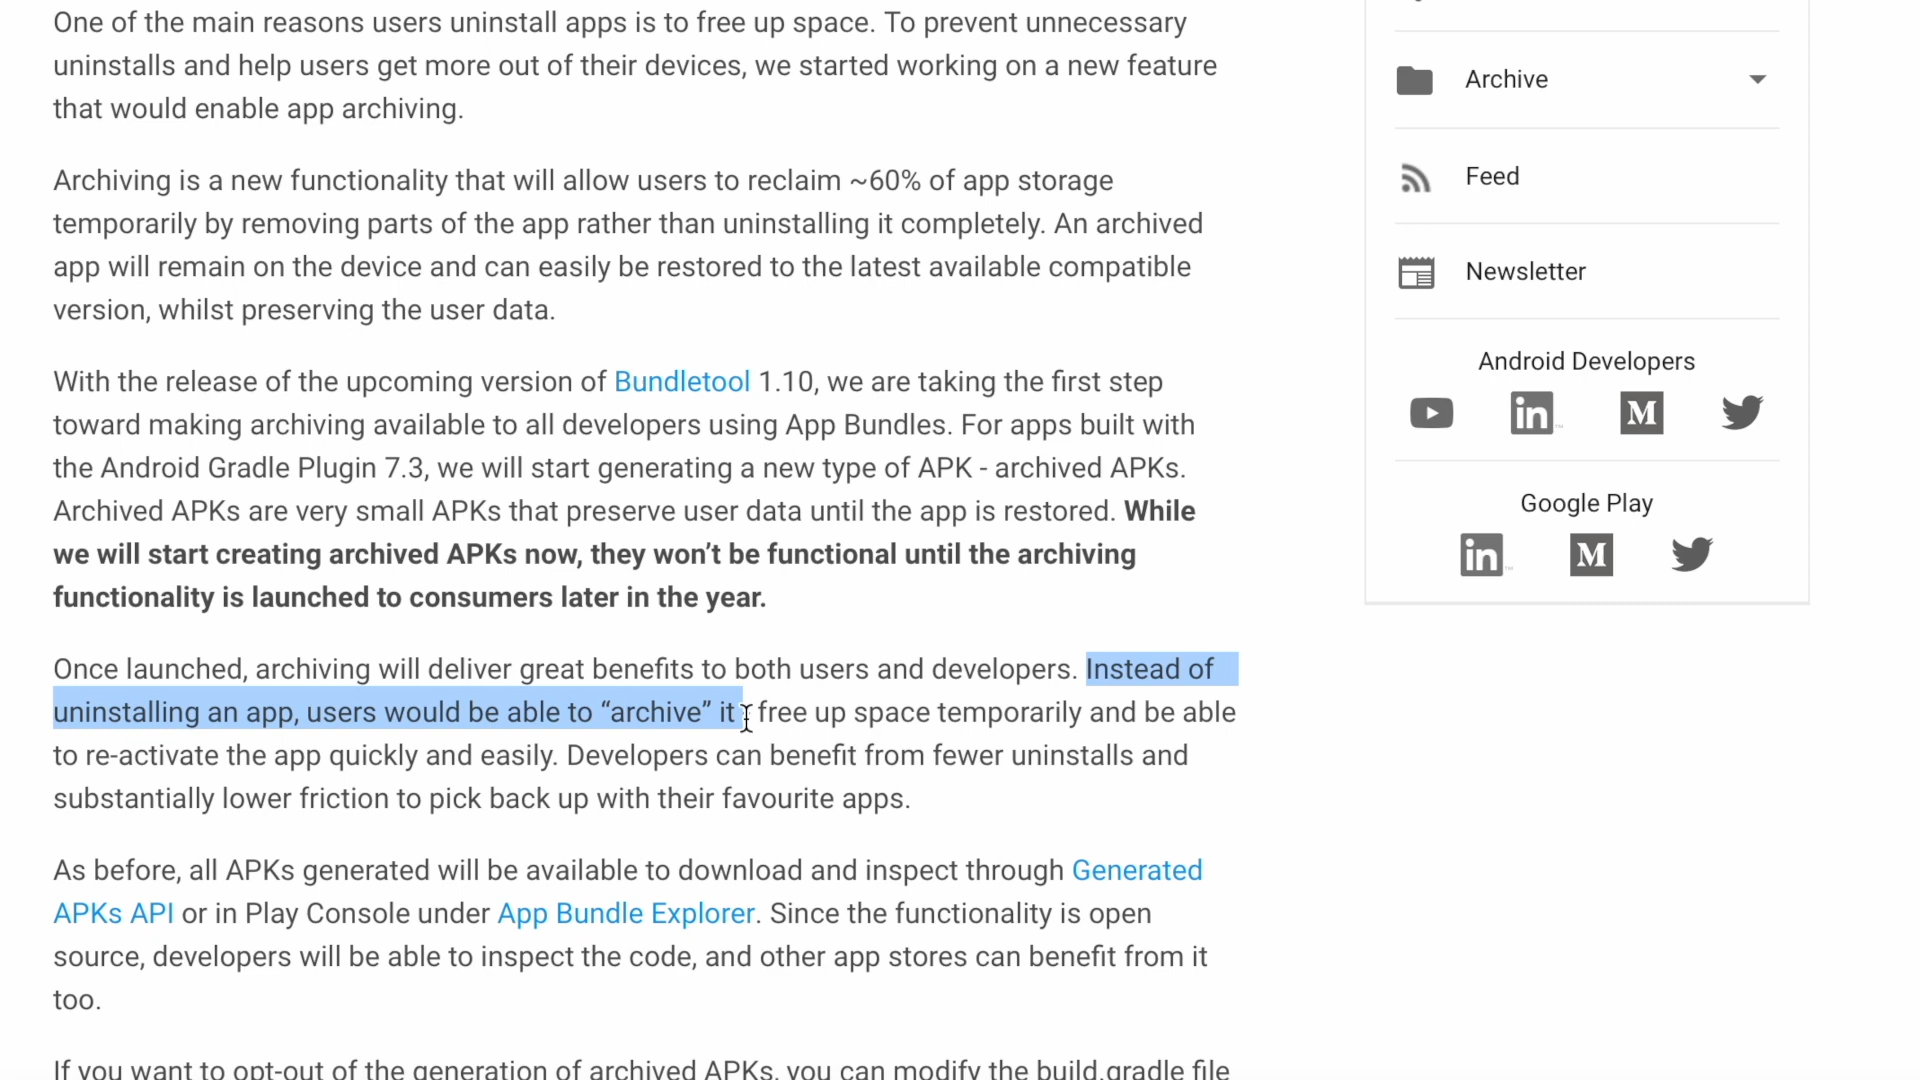 One of the main reasons users uninstall apps is to free up space. To prevent unnecessary
uninstalls and help users get more out of their devices, we started working on a new feature
that would enable app archiving.
Archiving is a new functionality that will allow users to reclaim ~60% of app storage
temporarily by removing parts of the app rather than uninstalling it completely. An archived
app will remain on the device and can easily be restored to the latest available compatible
version, whilst preserving the user data.
With the release of the upcoming version of Bundletool 1.10, we are taking the first step
toward making archiving available to all developers using App Bundles. For apps built with
the Android Gradle Plugin 7.3, we will start generating a new type of APK - archived APKs.
Archived APKs are very small APKs that preserve user data until the app is restored. While
we will start creating archived APKs now, they won’t be functional until the archiving
functionality is launched to consumers later in the year.
Once launched, archiving will deliver great benefits to both users and developers. Instead of
uninstalling an app, users would be able to “archive” it free up space temporarily and be able
to re-activate the app quickly and easily. Developers can benefit from fewer uninstalls and
substantially lower friction to pick back up with their favourite apps.
As before, all APKs generated will be available to download and inspect through Generated
APKs API or in Play Console under App Bundle Explorer. Since the functionality is open
source, developers will be able to inspect the code, and other app stores can benefit from it
too.
If you want to opt-out of the generation of archived APKs, you can modify the build.gradle file
Archive
Feed
Newsletter
Android Developers
in
M
Google Play
in
M